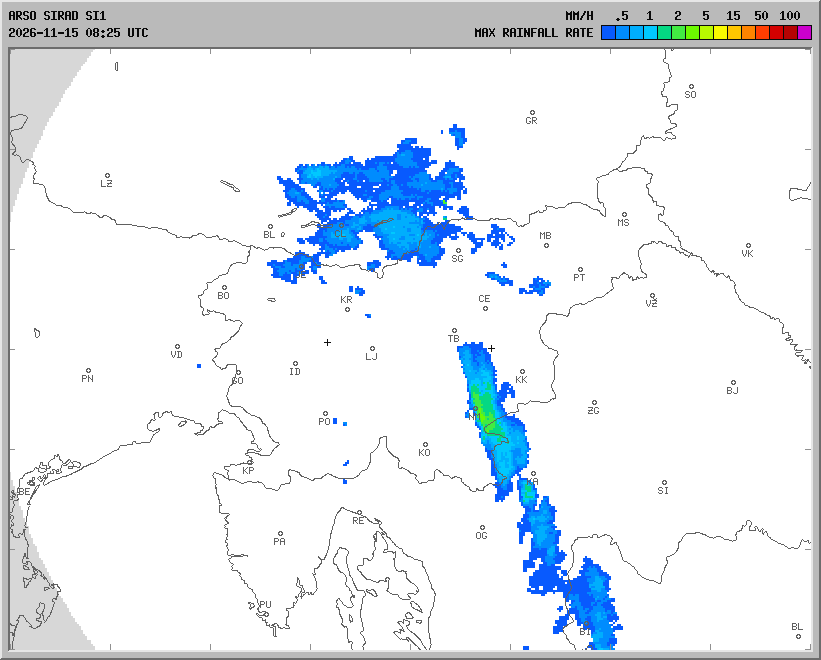 ARSO SIRAD SI1
2026-11-15 08:25 UTC
MM/H .5 1 2 5 15 50 100
MAX RAINFALL RATE
SO
GR
LZ
MS
BL
MB
VK
SG
PT
BO
KR
CE
VZ
TB
VD
LJ
ID
PN
GO
KK
BJ
ZG
PO
KO
KP
SI
BE
RE
OG
PA
PU
BL